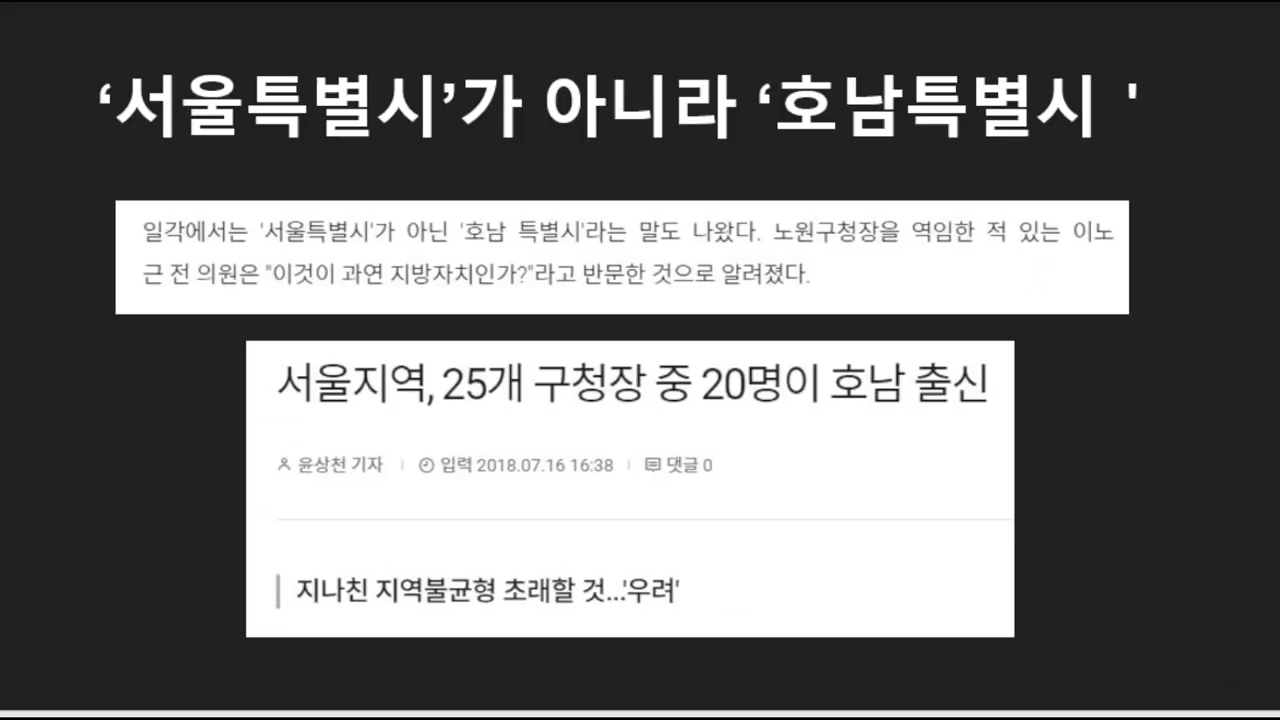 ‘서울특별시’가 아니라 ‘호남특별시 '
일각에서는 '서울특별시'가 아닌 '호남 특별시'라는 말도 나왔다. 노원구청장을 역임한 적 있는 이노
근 전 의원은 "이것이 과연 지방자치인가?"라고 반문한 것으로 알려졌다.
서울지역, 25개 구청장 중 20명이 호남 출신
윤상천 기자 | 입력 2018.07.16 16:38 | 댓글 0
지나친 지역불균형 초래할 것...'우려'